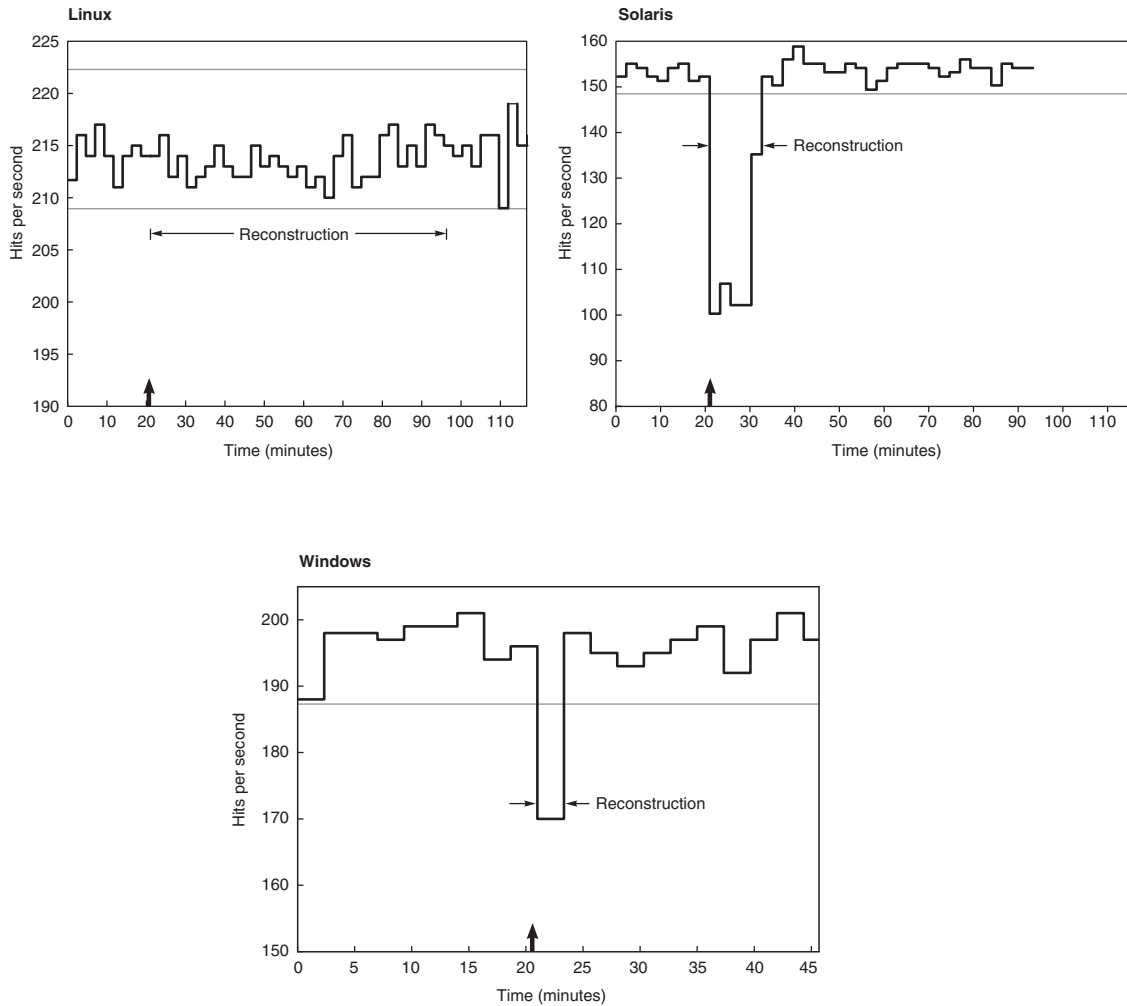 Linux
225
220
215
210
205
200
195
190
Hits per second
Reconstruction
0 10 20 30 40 50 60 70 80 90 100 110
Time (minutes)
Solaris
160
150
140
130
120
110
100
90
80
Hits per second
Reconstruction
0 10 20 30 40 50 60 70 80 90 100 110
Time (minutes)
Windows
200
190
180
170
160
150
Hits per second
Reconstruction
0 5 10 15 20 25 30 35 40 45
Time (minutes)